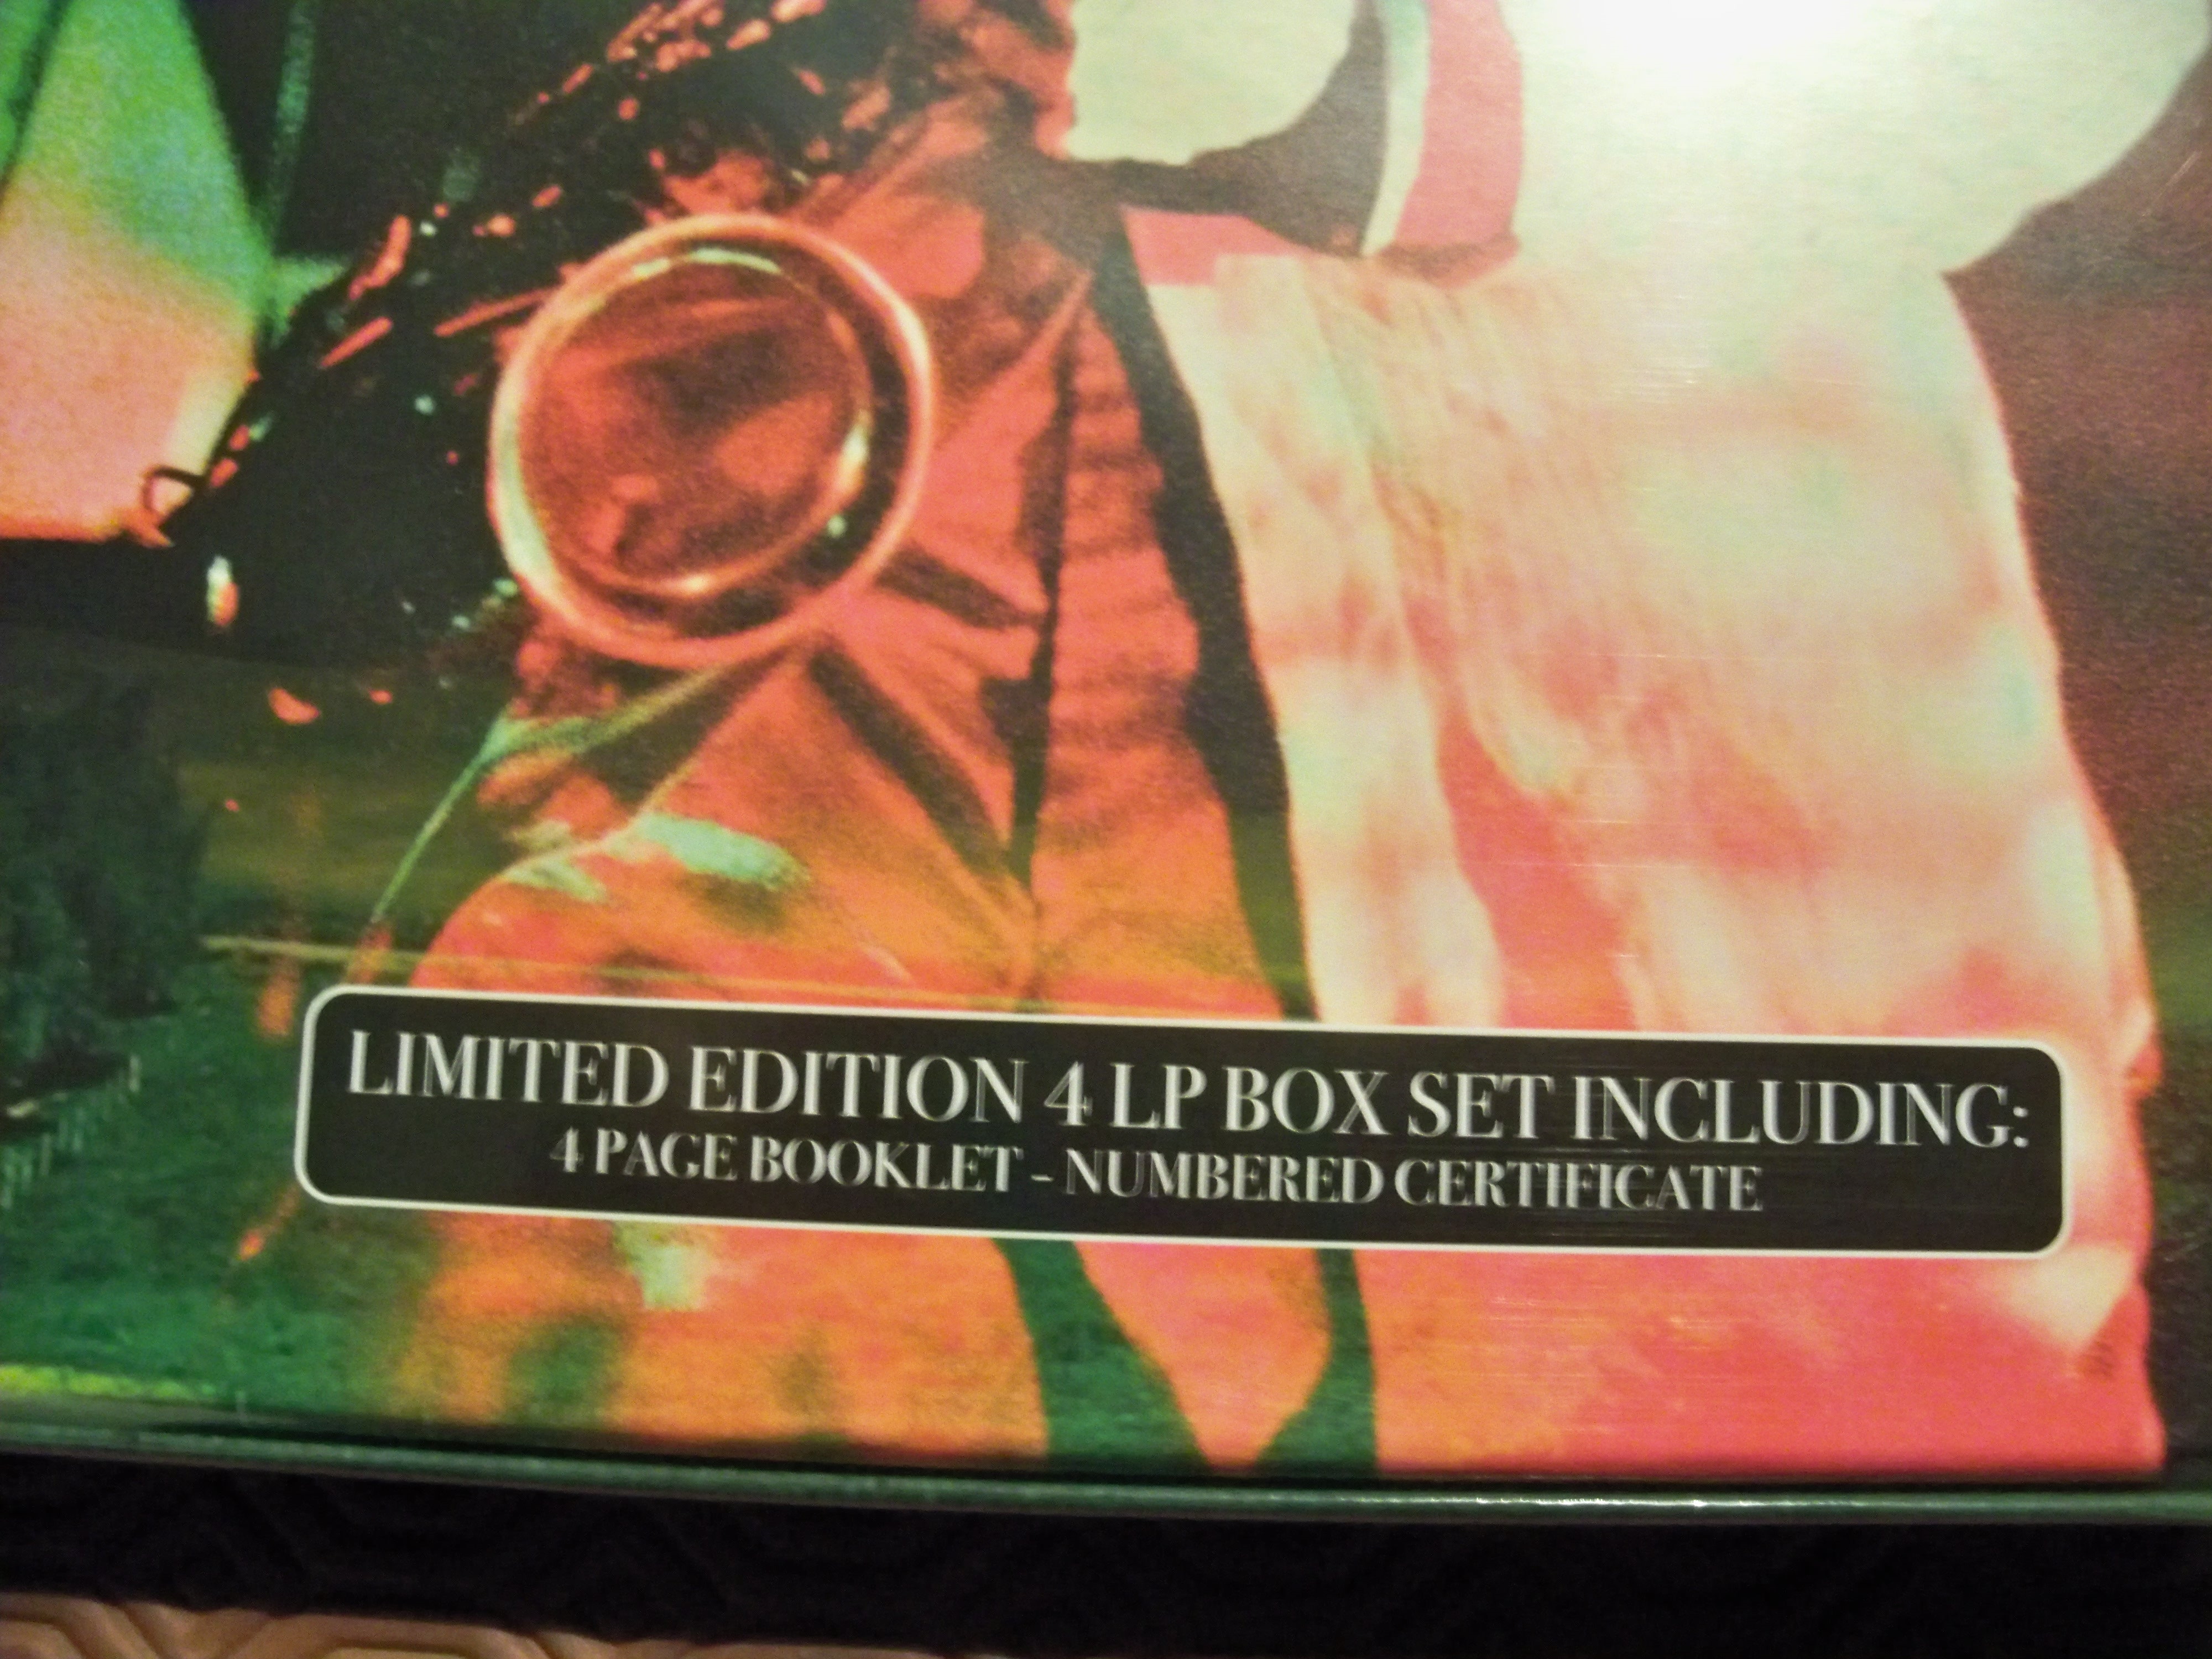 LIMITED EDITION 4 LP BOX SET INCLUDING:
4 PAGE BOOKLET - NUMBERED CERTIFICATE